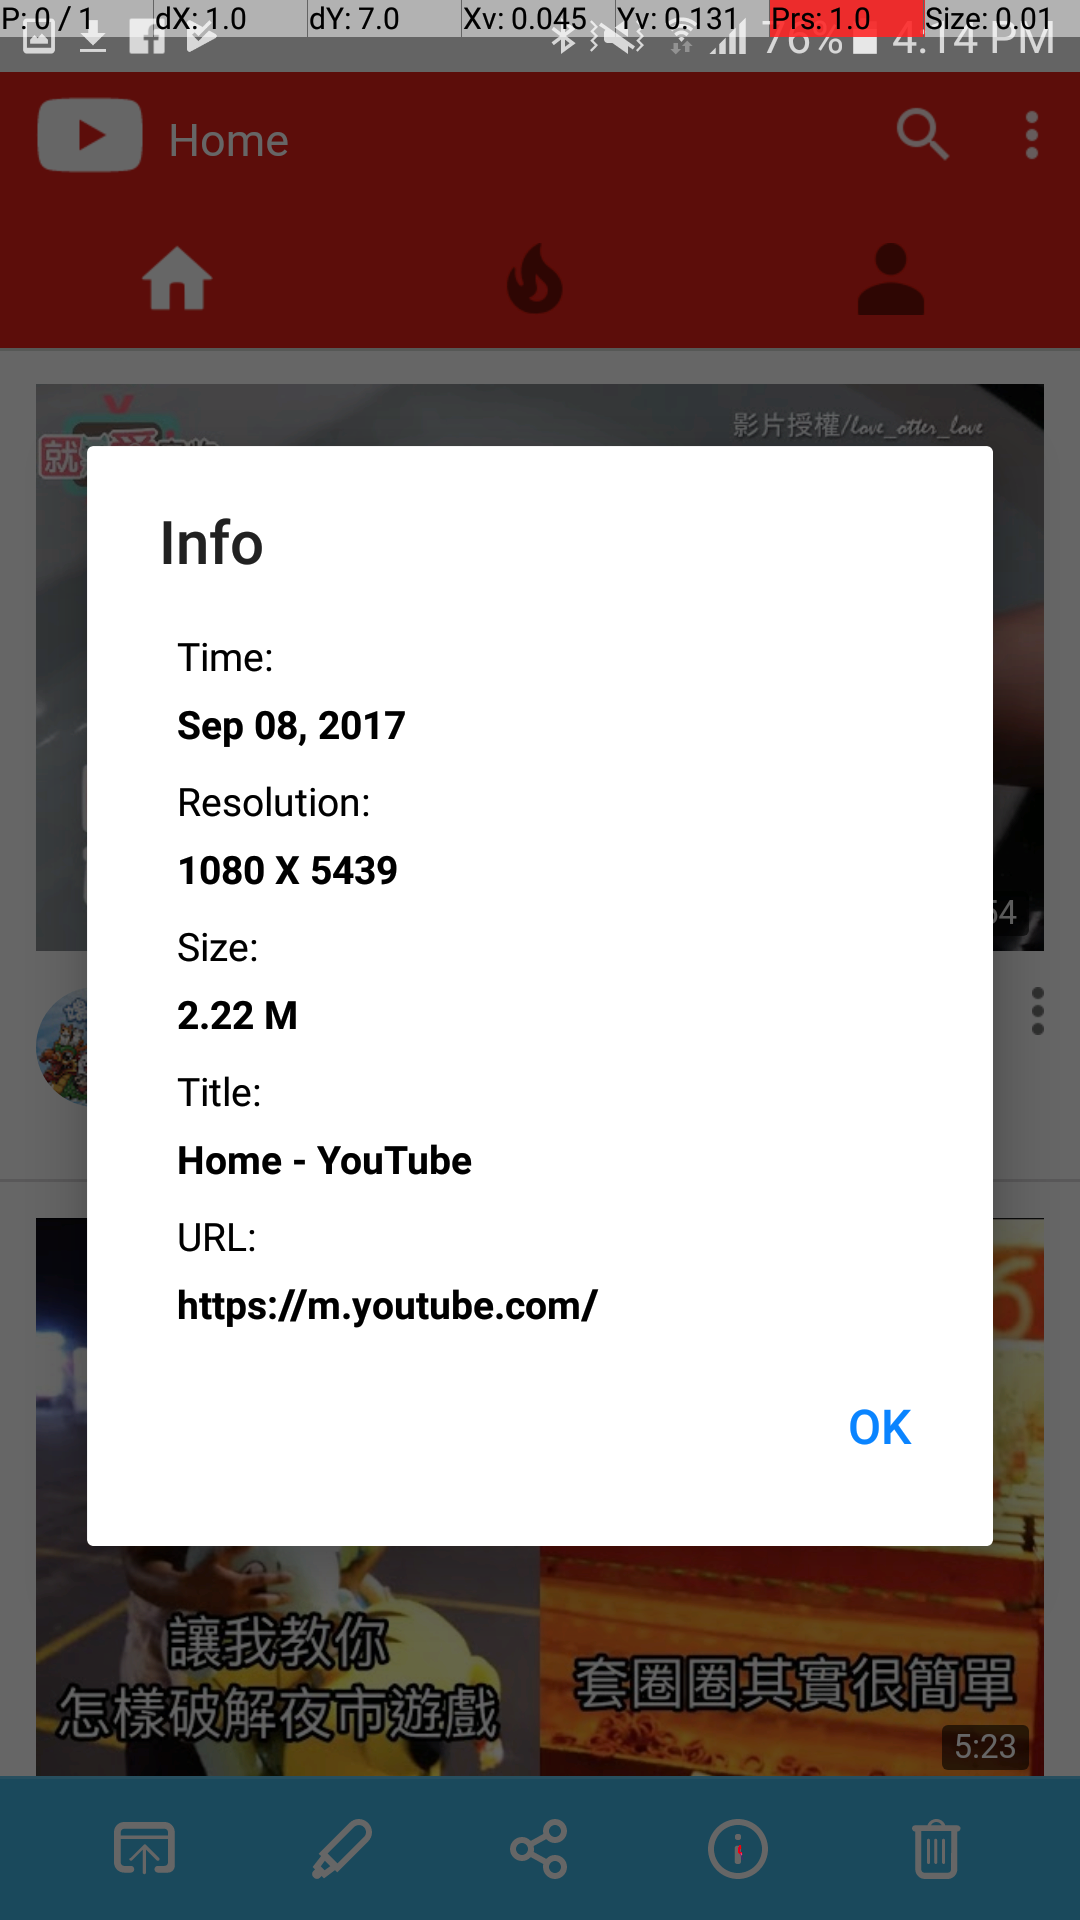 P: 0 / 1 dX: 1.0 dY: 7.0 Xv: 0.045 Yv: 0.131 Prs: 1.0 Size: 0.01
76% 4:14 PM
Home
影片授權/love_otter_love
就
Info
Time:
Sep 08, 2017
Resolution:
1080 X 5439
54
Size:
2.22 M
Title:
Home - YouTube
URL:
https://m.youtube.com/
OK
讓我教你
怎樣破解夜市遊戲
套圈圈其實很簡單
5:23